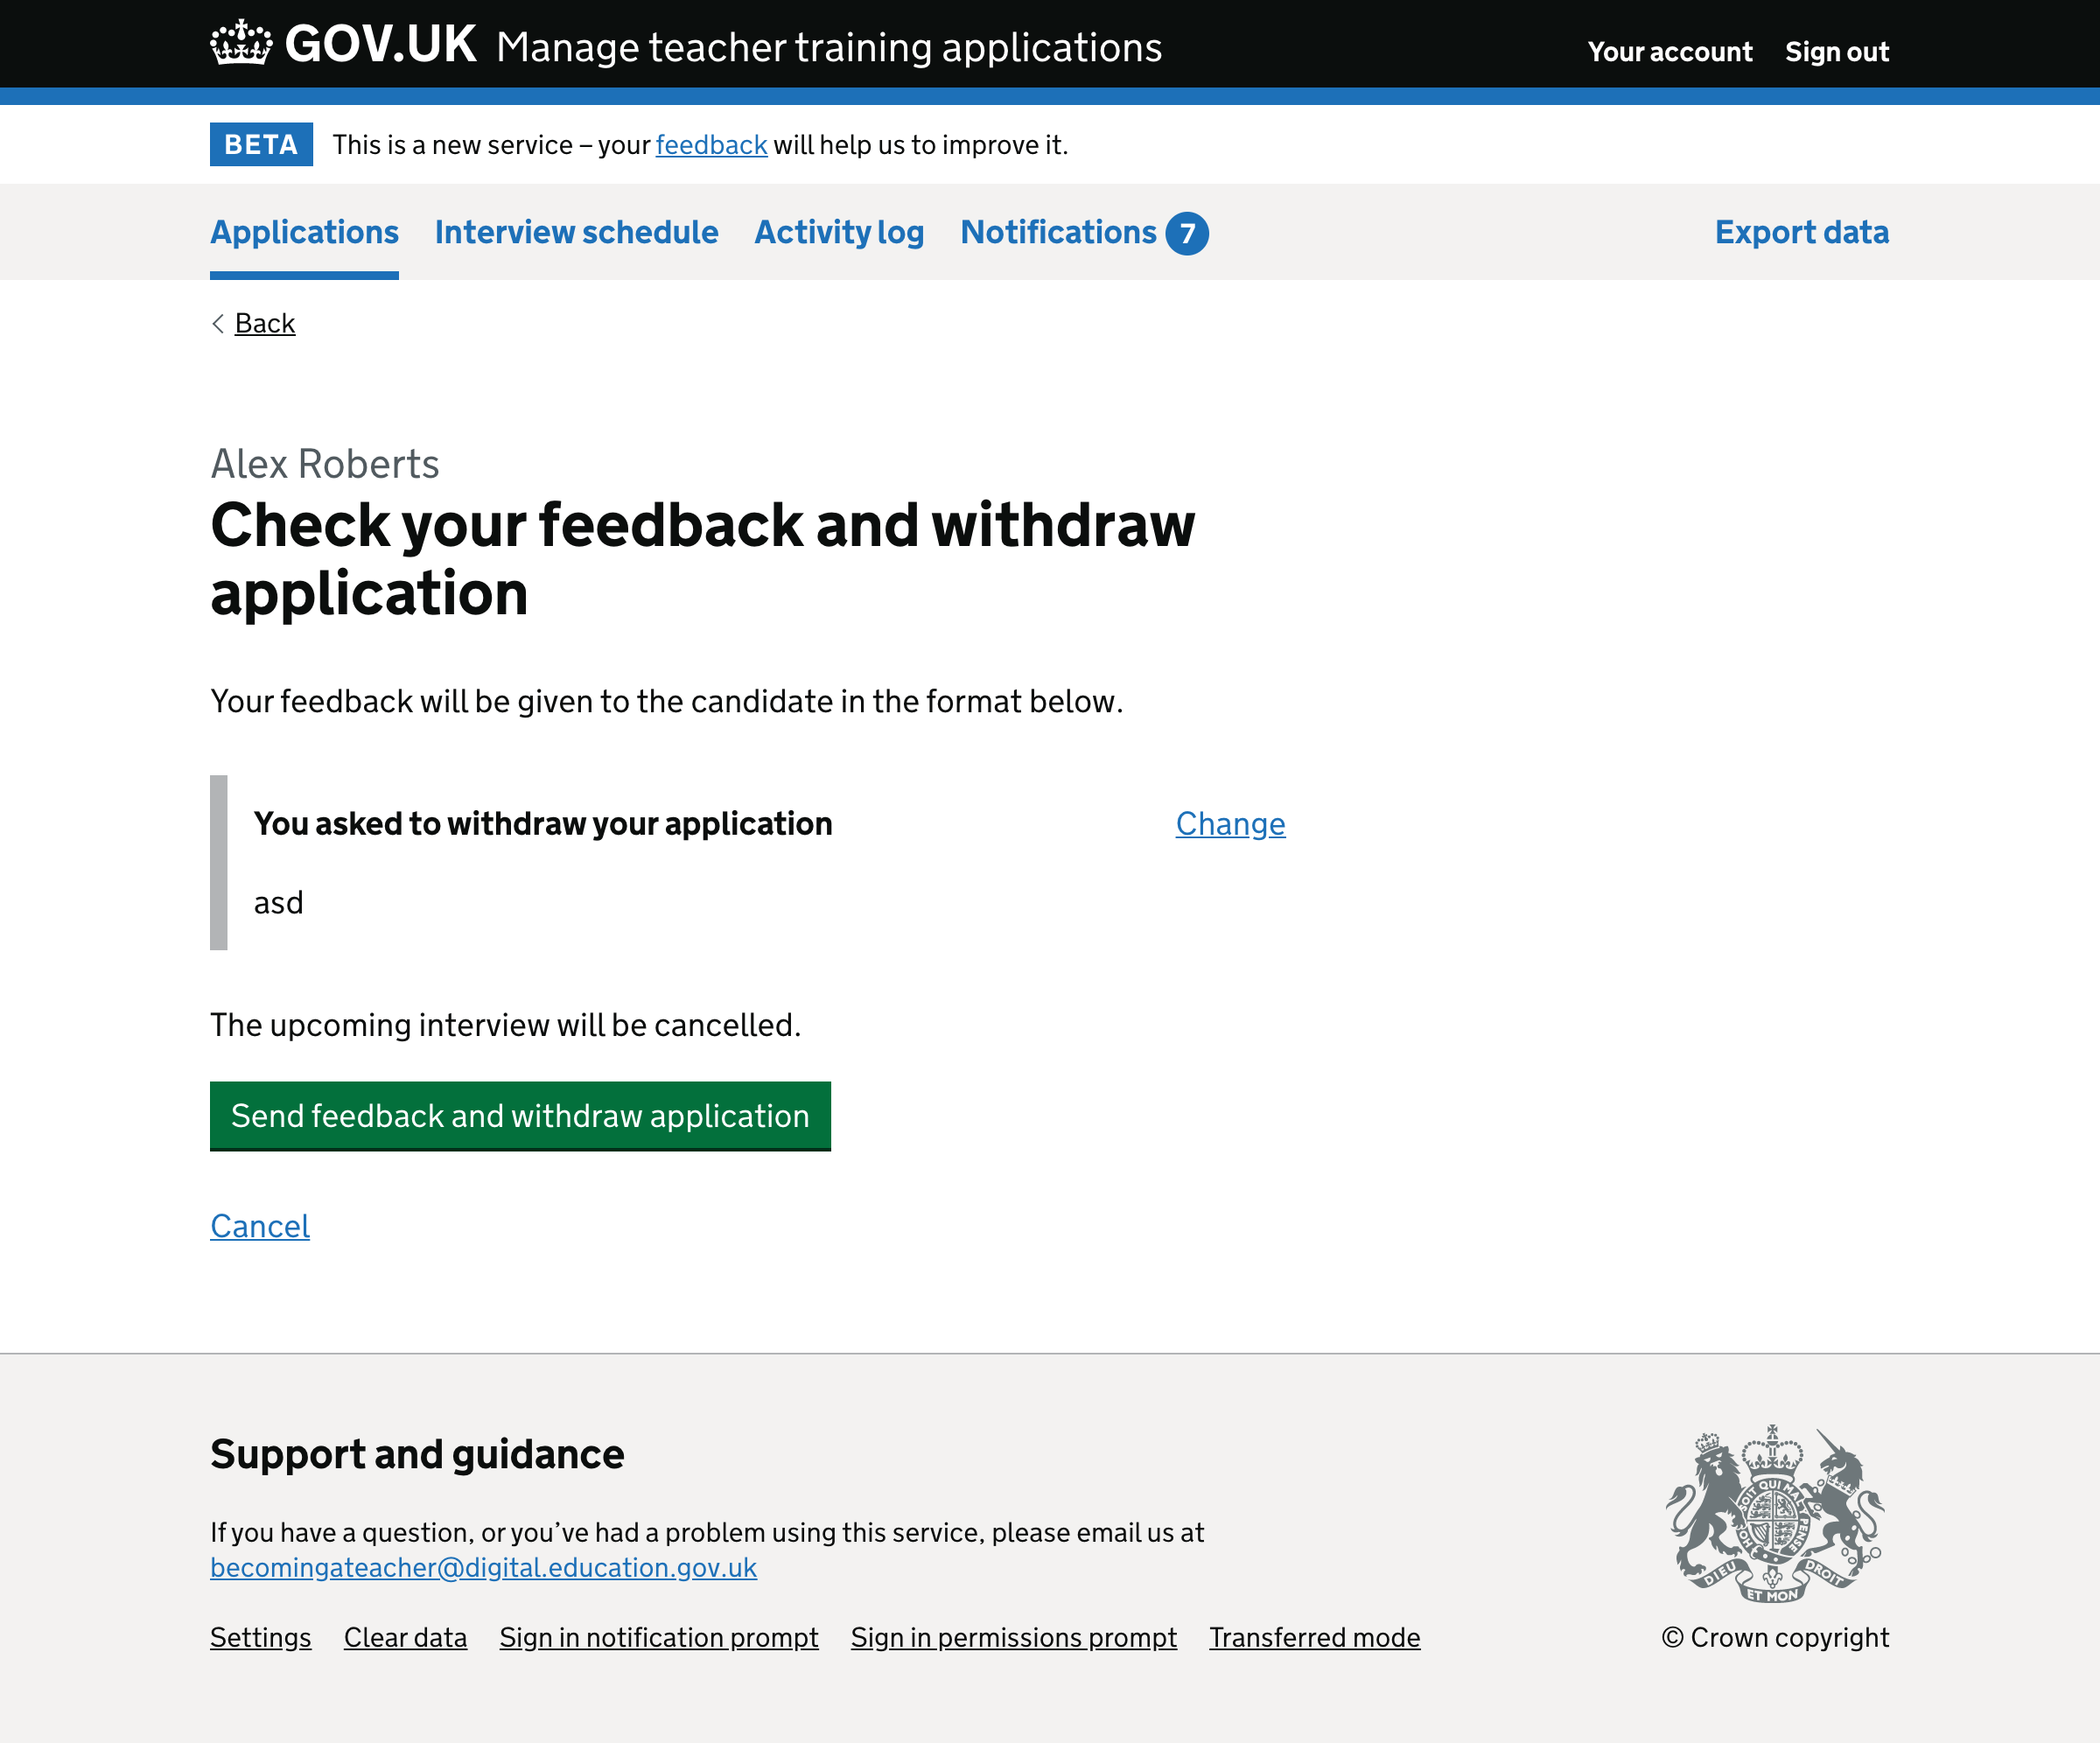 GOV.UK Manage teacher training applications
Your account Sign out
BETA This is a new service – your feedback will help us to improve it.
Applications Interview schedule Activity log Notifications 7 Export data
Back
Alex Roberts
Check your feedback and withdraw
application
Your feedback will be given to the candidate in the format below.
You asked to withdraw your application Change
asd
The upcoming interview will be cancelled.
Send feedback and withdraw application
Cancel
Support and guidance
If you have a question, or you’ve had a problem using this service, please email us at
becomingateacher@digital.education.gov.uk
Settings Clear data Sign in notification prompt Sign in permissions prompt Transferred mode
DIEU ET MON DROIT
© Crown copyright